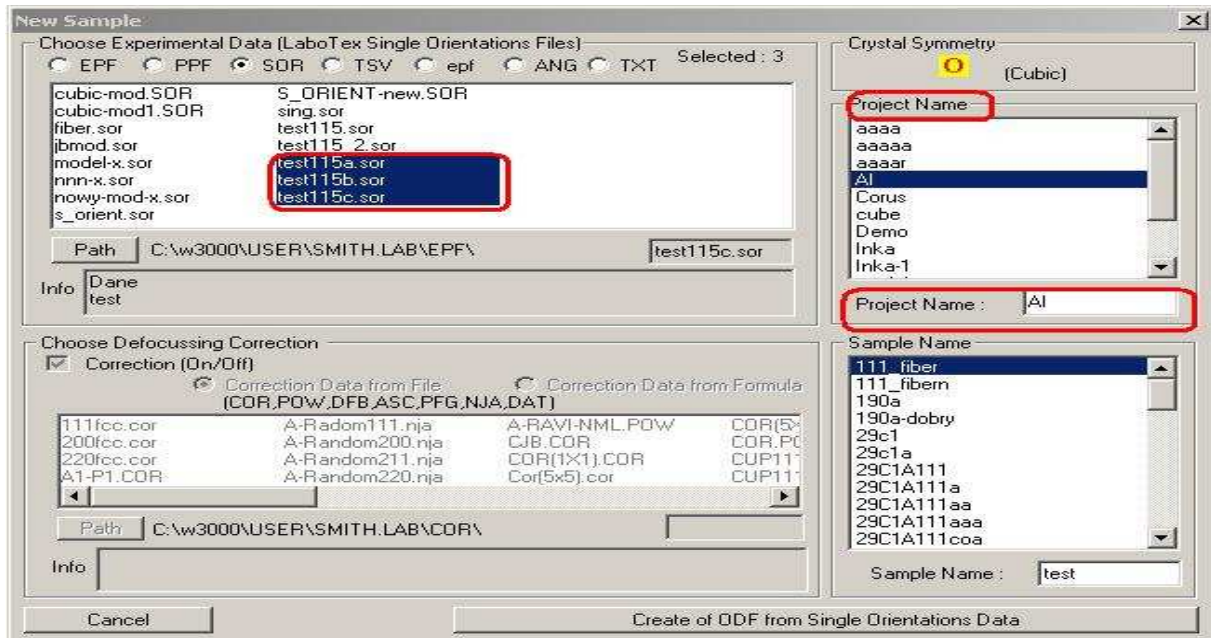 New Sample
Choose Experimental Data (LaboTex Single Orientations Files)
Selected : 3
EPF PPF SOR TSV epf ANG TXT
cubic-mod.SOR
cubic-mod1.SOR
fiber.sor
jbmod.sor
model-x.sor
nnn-x.sor
nowy-mod-x.sor
s_orient.sor
S_ORIENT-new.SOR
sing.sor
test115.sor
test115_2.sor
test115a.sor
test115b.sor
test115c.sor
Path C:\w3000\USER\SMITH.LAB\EPF\ test115c.sor
Info Dane
test
Choose Defocussing Correction
Correction (On/Off)
Correction Data from File Correction Data from Formula
(COR,POW,DFB,ASC,PFG,NJA,DAT)
111fcc.cor A-Radom111.nja A-RAVI-NML.POW COR(5×
200fcc.cor A-Random200.nja CJB.COR COR.PO
220fcc.cor A-Random211.nja COR(1X1).COR CUP111
A1-P1.COR A-Random220.nja Cor(5x5).cor CUP111
Path C:\w3000\USER\SMITH.LAB\COR\
Info
Cancel
Crystal Symmetry
O (Cubic)
Project Name
aaaa
aaaaa
aaaar
Al
Corus
cube
Demo
Inka
Inka-1
Project Name : Al
Sample Name
111_fiber
111_fibern
190a
190a-dobry
29c1
29c1a
29C1A111
29C1A111a
29C1A111aa
29C1A111aaa
29C1A111coa
Sample Name : test
Create of ODF from Single Orientations Data